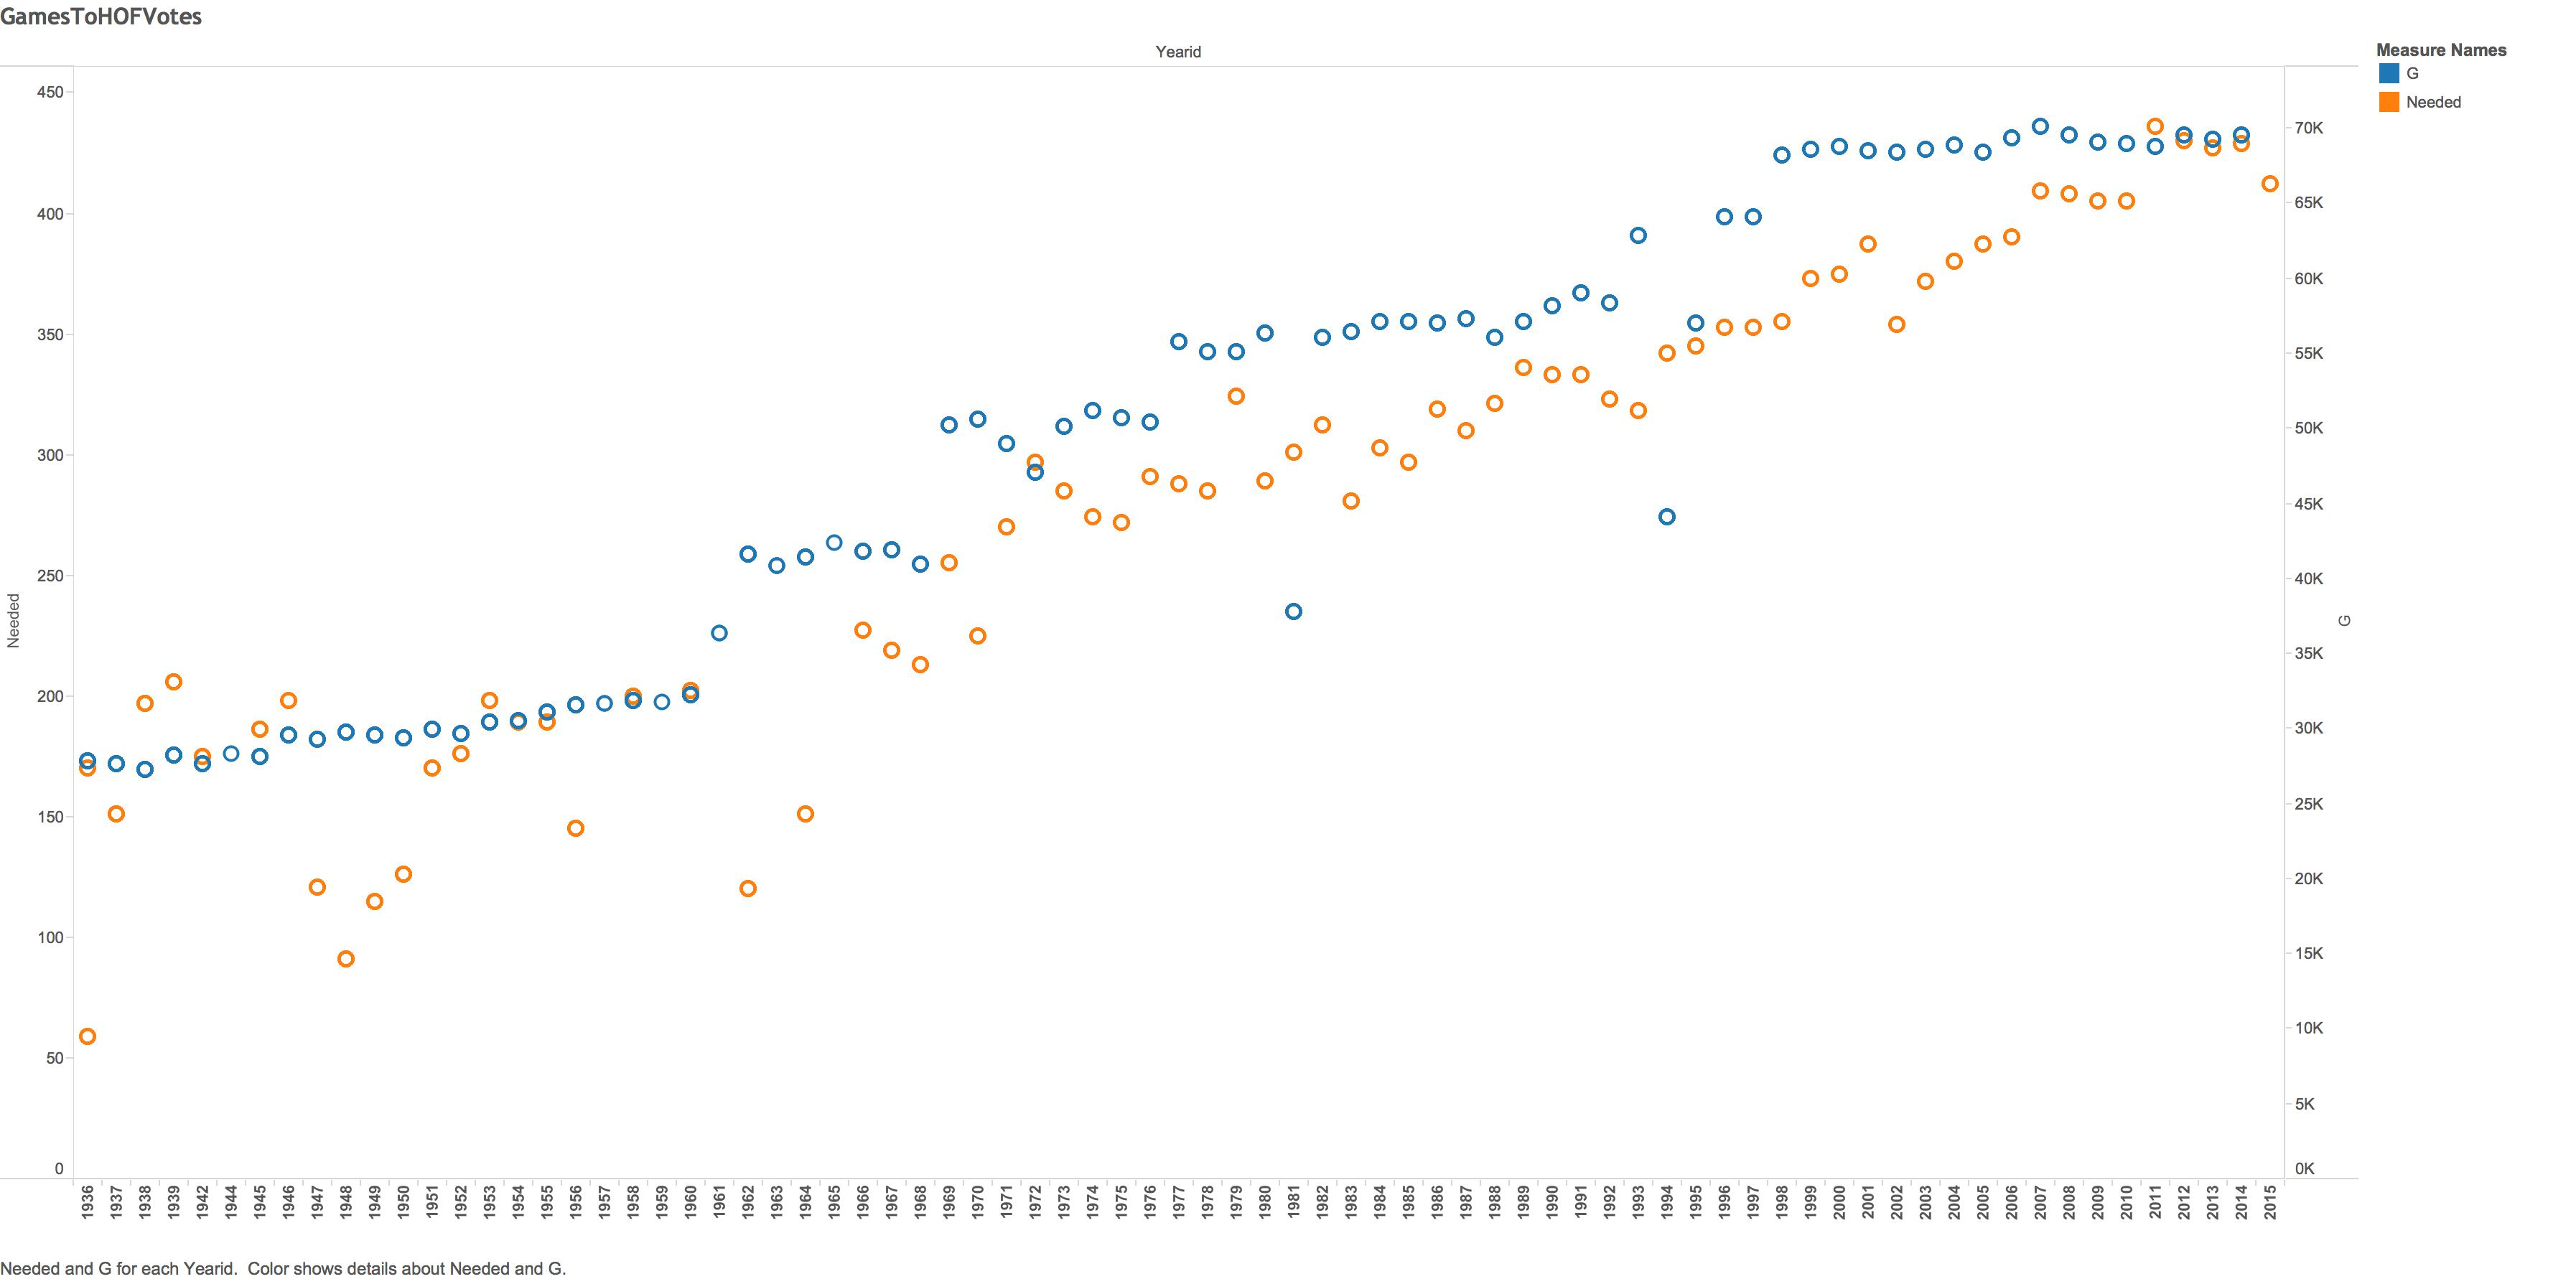 GamesToHOFVotes
Yearid
Measure Names
G
Needed
450
400
350
300
250
200
150
100
50
0
Needed
70K
65K
60K
55K
50K
45K
40K
35K
30K
25K
20K
15K
10K
5K
0K
G
1936 1937 1938 1939 1942 1944 1945 1946 1947 1948 1949 1950 1951 1952 1953 1954 1955 1956 1957 1958 1959 1960 1961 1962 1963 1964 1965 1966 1967 1968 1969 1970 1971 1972 1973 1974 1975 1976 1977 1978 1979 1980 1981 1982 1983 1984 1985 1986 1987 1988 1989 1990 1991 1992 1993 1994 1995 1996 1997 1998 1999 2000 2001 2002 2003 2004 2005 2006 2007 2008 2009 2010 2011 2012 2013 2014 2015
Needed and G for each Yearid.  Color shows details about Needed and G.